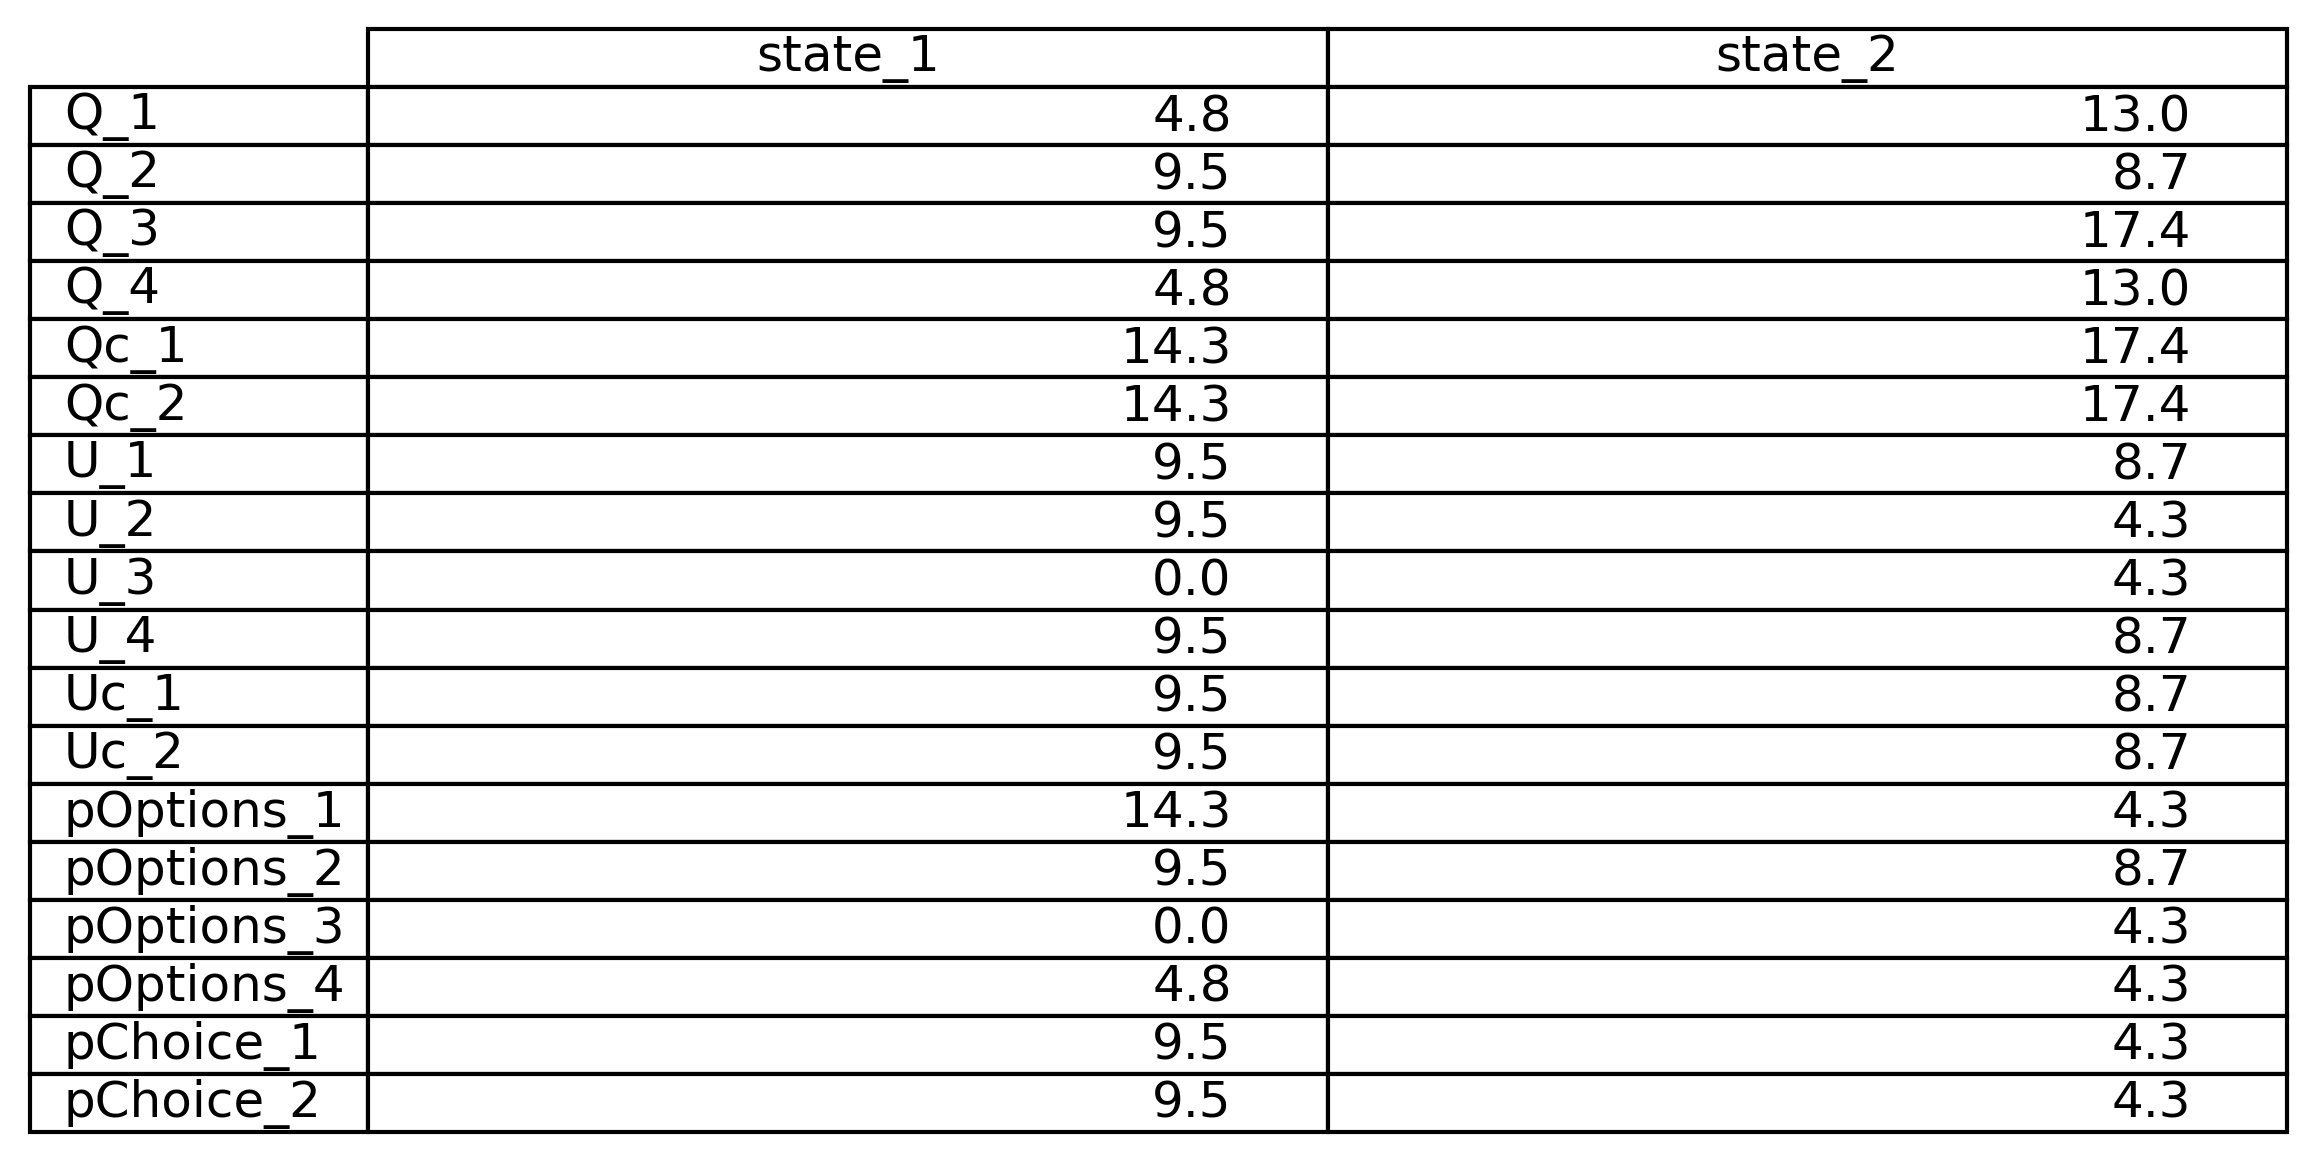 state_1 state_2
Q_1 4.8 13.0
Q_2 9.5 8.7
Q_3 9.5 17.4
Q_4 4.8 13.0
Qc_1 14.3 17.4
Qc_2 14.3 17.4
U_1 9.5 8.7
U_2 9.5 4.3
U_3 0.0 4.3
U_4 9.5 8.7
Uc_1 9.5 8.7
Uc_2 9.5 8.7
pOptions_1 14.3 4.3
pOptions_2 9.5 8.7
pOptions_3 0.0 4.3
pOptions_4 4.8 4.3
pChoice_1 9.5 4.3
pChoice_2 9.5 4.3